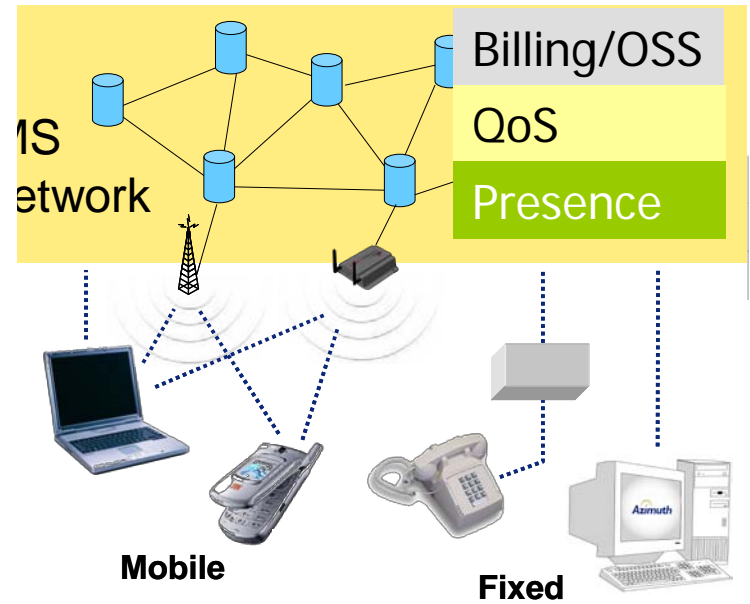 Billing/OSS
QoS
MS
etwork
Presence
Azimuth
Mobile
Fixed